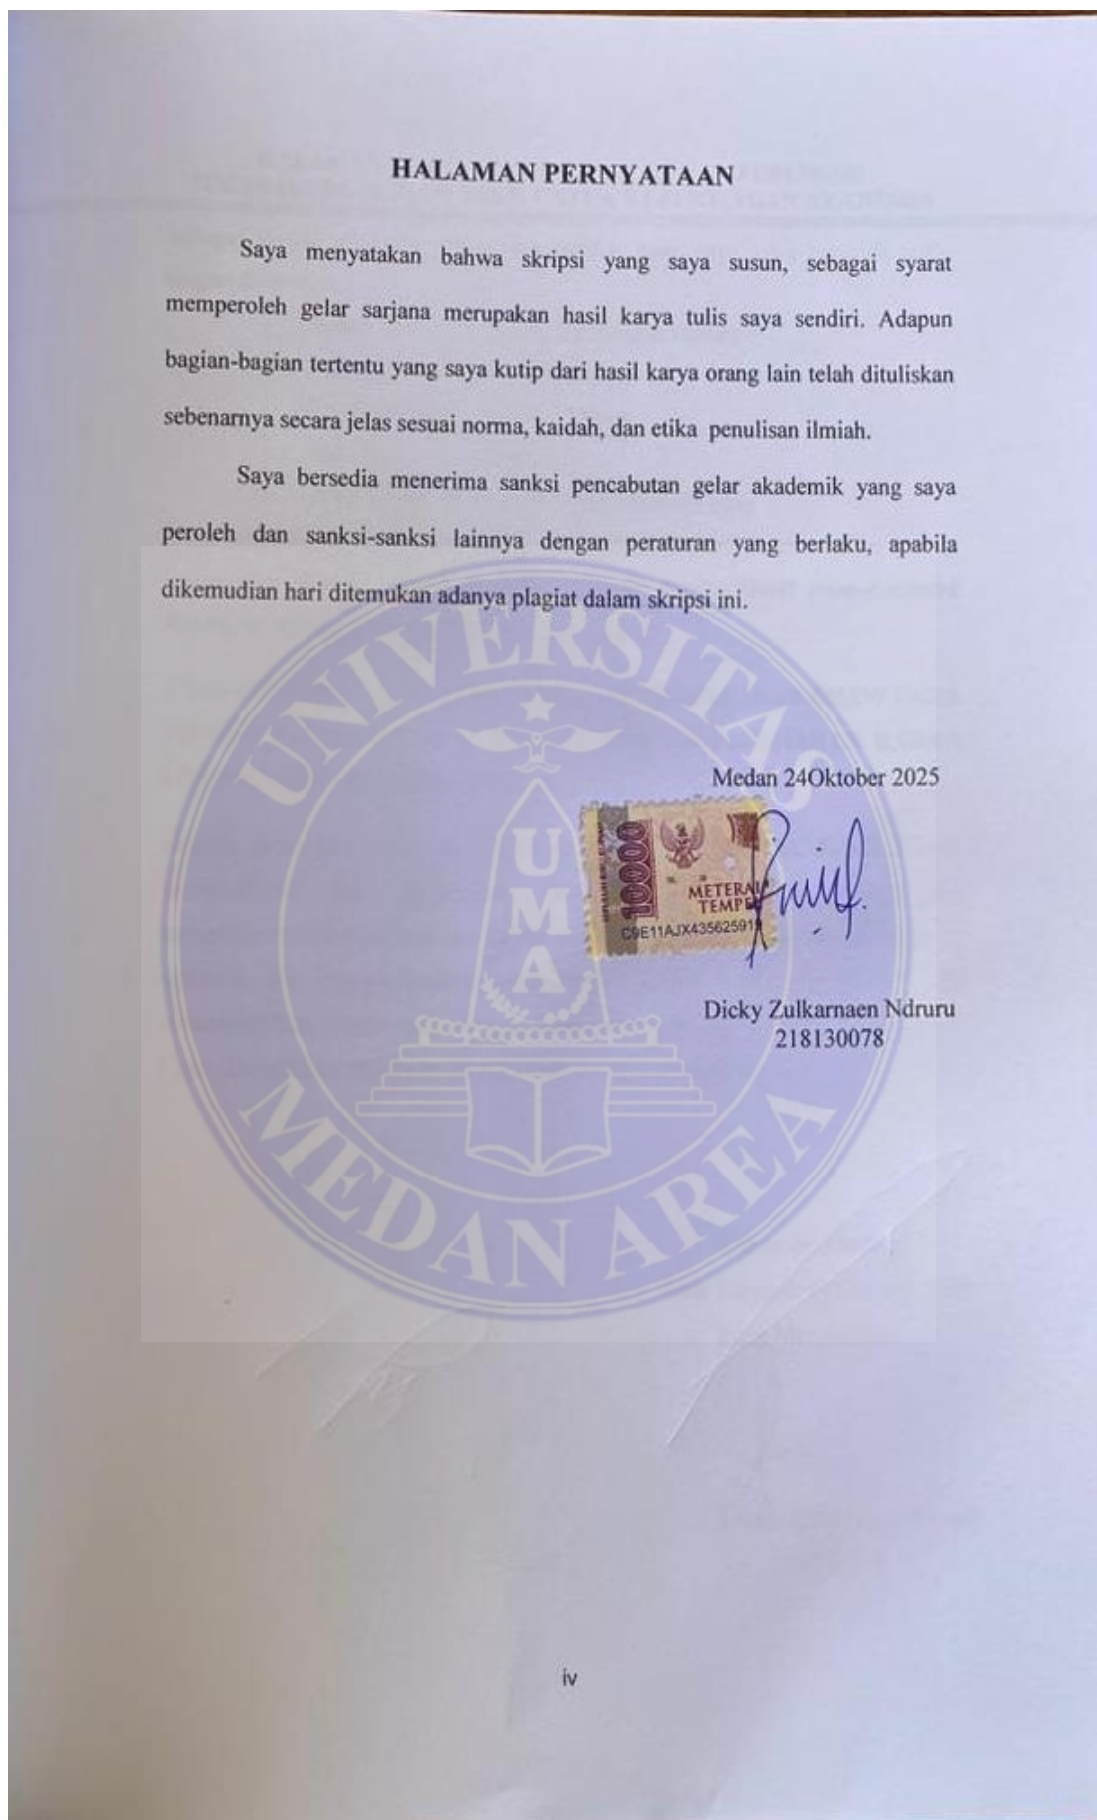 HALAMAN PERNYATAAN
Saya menyatakan bahwa skripsi yang saya susun, sebagai syarat
memperoleh gelar sarjana merupakan hasil karya tulis saya sendiri. Adapun
bagian-bagian tertentu yang saya kutip dari hasil karya orang lain telah dituliskan
sebenarnya secara jelas sesuai norma, kaidah, dan etika penulisan ilmiah.
Saya bersedia menerima sanksi pencabutan gelar akademik yang saya
peroleh dan sanksi-sanksi lainnya dengan peraturan yang berlaku, apabila
dikemudian hari ditemukan adanya plagiat dalam skripsi ini.
UNIVERSITAS
Medan 24Oktober 2025
UMA
10000
METERAI
TEMPEL
C9E11AJX43562591
Dicky Zulkarnaen Ndruru
218130078
MEDAN AREA
iv